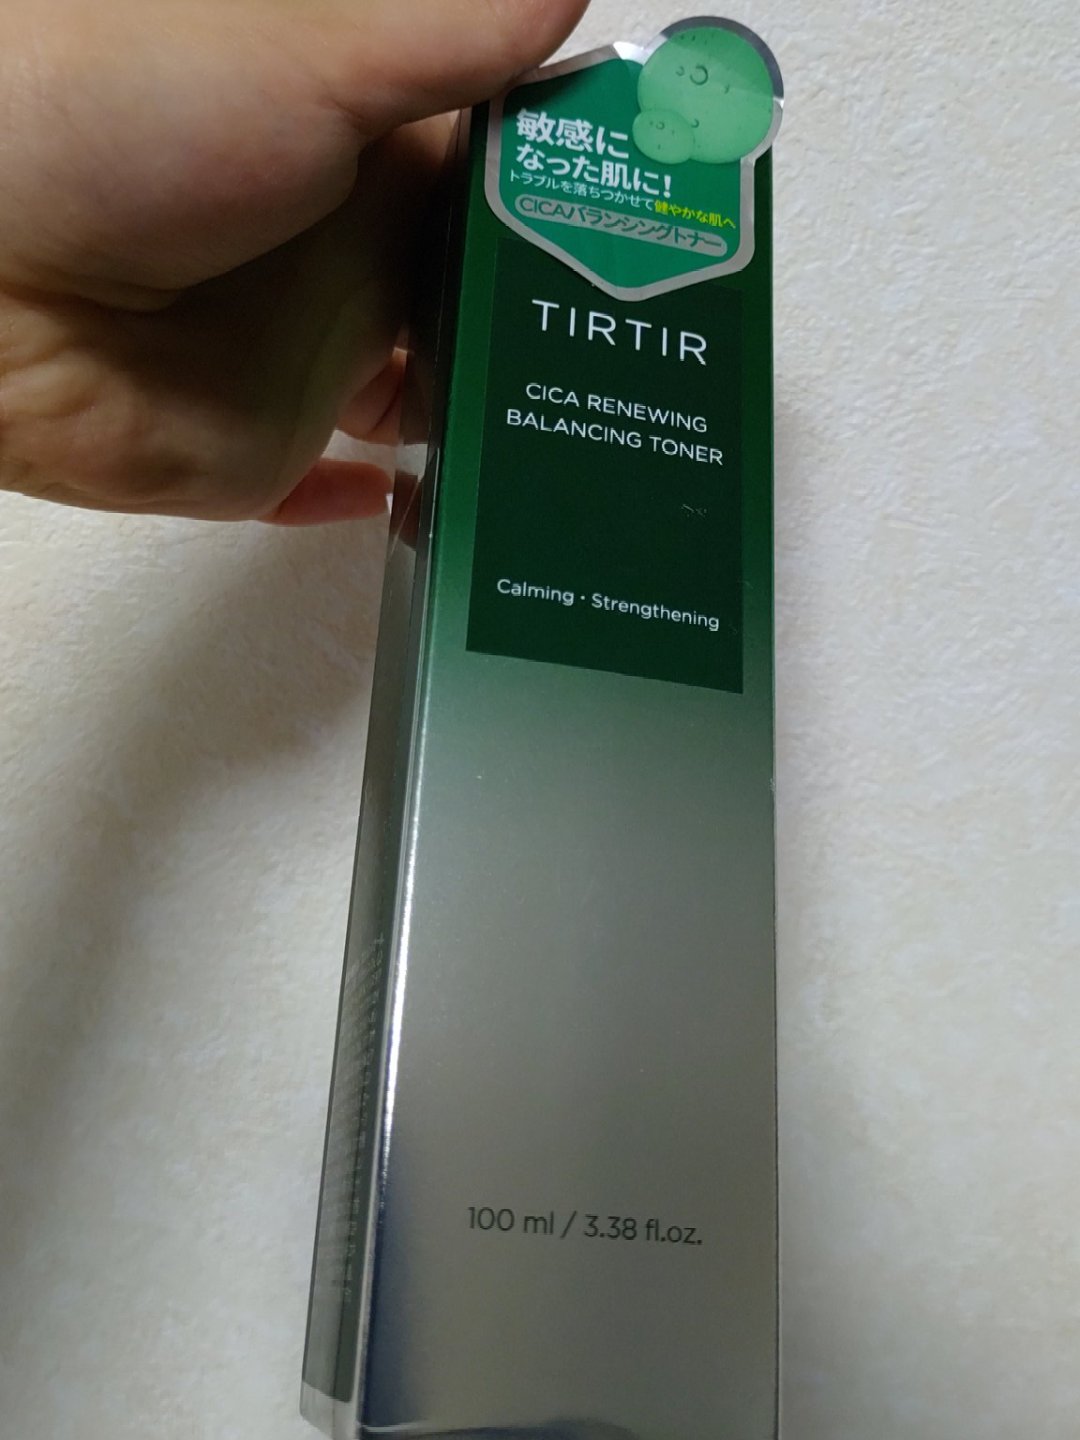 敏感に
なった肌に!
トラブルを落ちつかせて健やかな肌へ
CICAバランシングトナー
TIRTIR
CICA RENEWING
BALANCING TONER
Calming・Strengthening
100 ml / 3.38 fl.oz.